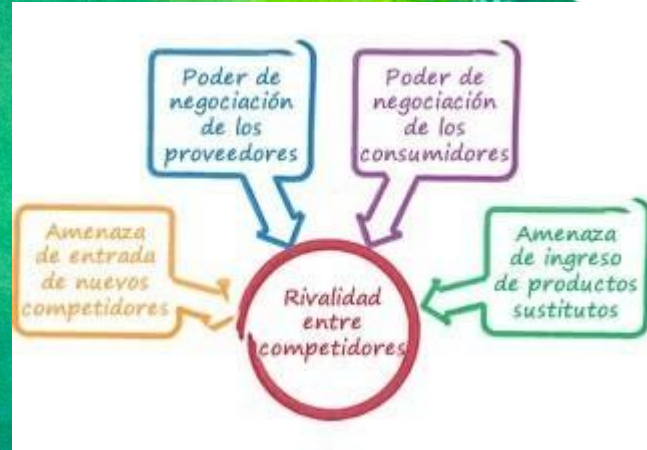 Poder de
negociación
de los
proveedores
Poder de
negociación
de los
consumidores
Amenaza
de entrada
de nuevos
competidores
Rivalidad
entre
competidores
Amenaza
de ingreso
de productos
sustitutos